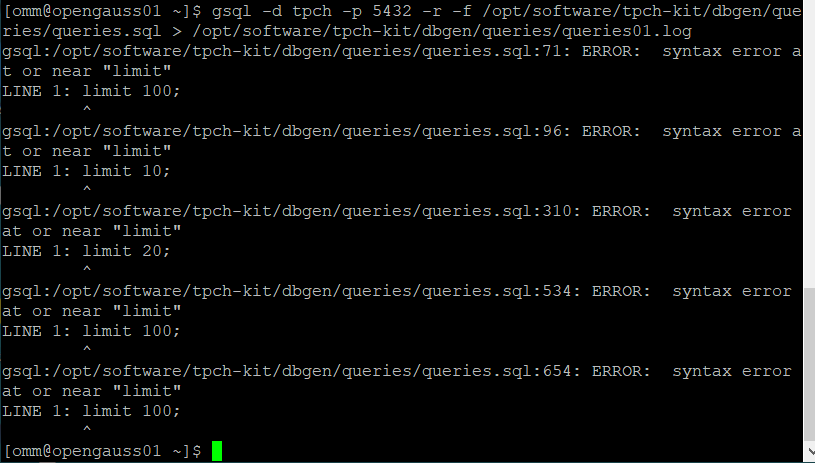 [omm@opengauss01 ~]$ gsql -d tpch -p 5432 -r -f /opt/software/tpch-kit/dbgen/que
ries/queries.sql > /opt/software/tpch-kit/dbgen/queries/queries01.log
gsql:/opt/software/tpch-kit/dbgen/queries/queries.sql:71: ERROR:  syntax error a
t or near "limit"
LINE 1: limit 100;
        ^
gsql:/opt/software/tpch-kit/dbgen/queries/queries.sql:96: ERROR:  syntax error a
t or near "limit"
LINE 1: limit 10;
        ^
gsql:/opt/software/tpch-kit/dbgen/queries/queries.sql:310: ERROR:  syntax error
at or near "limit"
LINE 1: limit 20;
        ^
gsql:/opt/software/tpch-kit/dbgen/queries/queries.sql:534: ERROR:  syntax error
at or near "limit"
LINE 1: limit 100;
        ^
gsql:/opt/software/tpch-kit/dbgen/queries/queries.sql:654: ERROR:  syntax error
at or near "limit"
LINE 1: limit 100;
        ^
[omm@opengauss01 ~]$